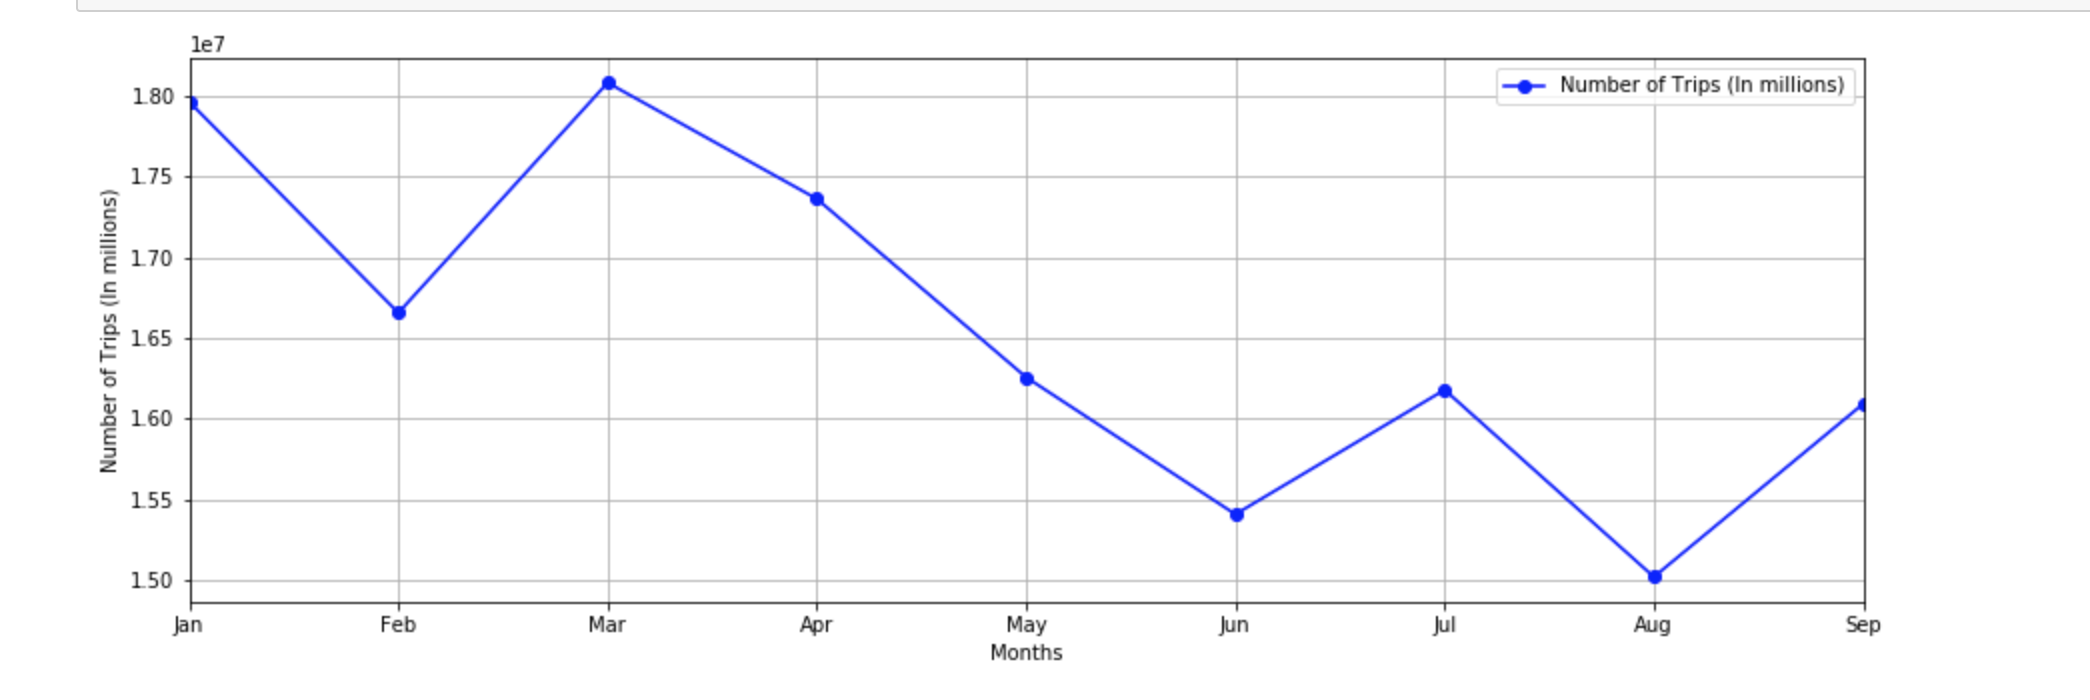 1e7
Number of Trips (In millions)
1.80
1.75
1.70
1.65
1.60
1.55
1.50
Number of Trips (In millions)
Jan Feb Mar Apr May Jun Jul Aug Sep
Months